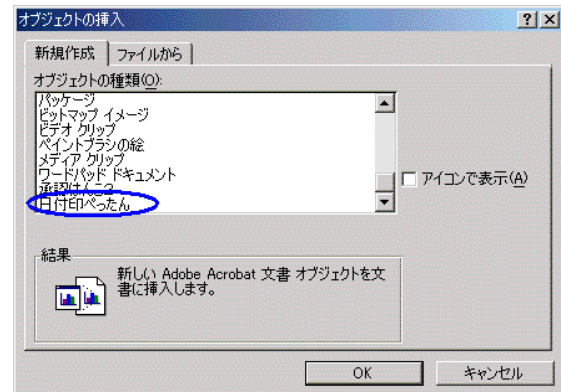 オブジェクトの挿入
新規作成 ファイルから
オブジェクトの種類(O):
パッケージ
ビットマップ イメージ
ビデオ クリップ
ペイントブラシの絵
メディア クリップ
ワードパッド ドキュメント
承認はんこ2
日付印ぺったん
アイコンで表示(A)
結果
新しい Adobe Acrobat 文書 オブジェクトを文
書に挿入します。
OK キャンセル